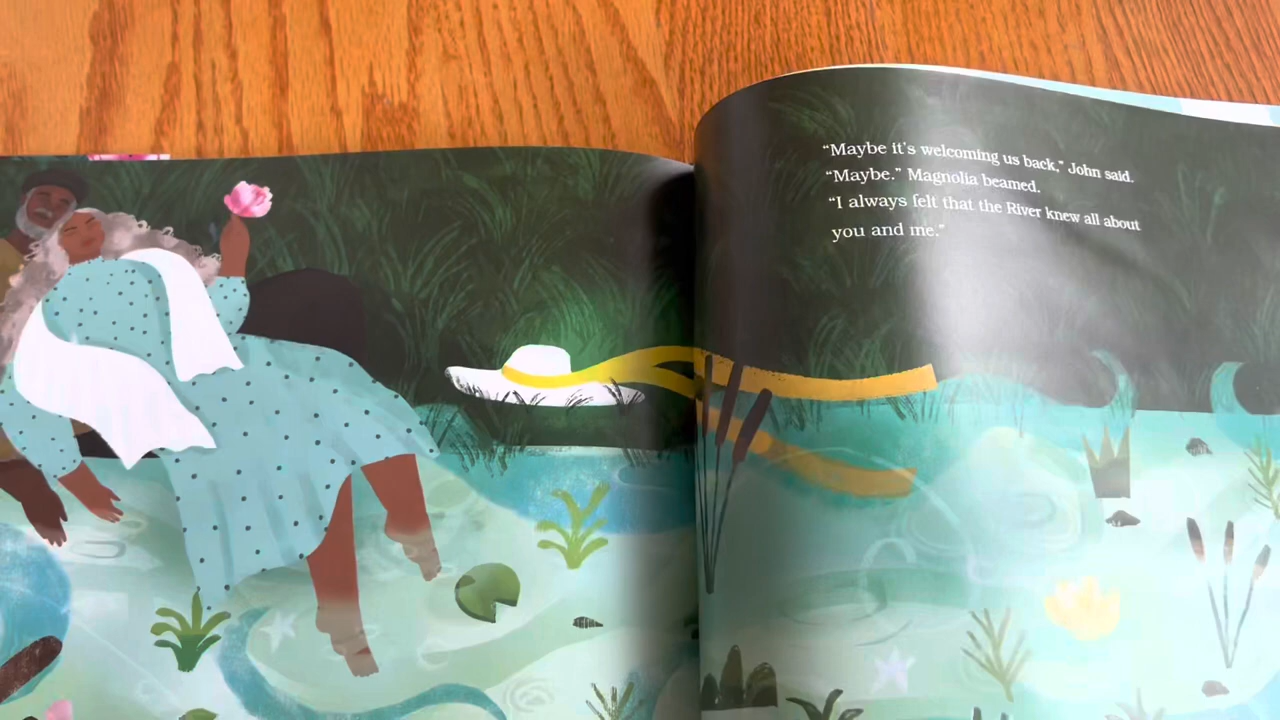 “Maybe it’s welcoming us back,” John said.
“Maybe.” Magnolia beamed.
“I always felt that the River knew all about
you and me.”